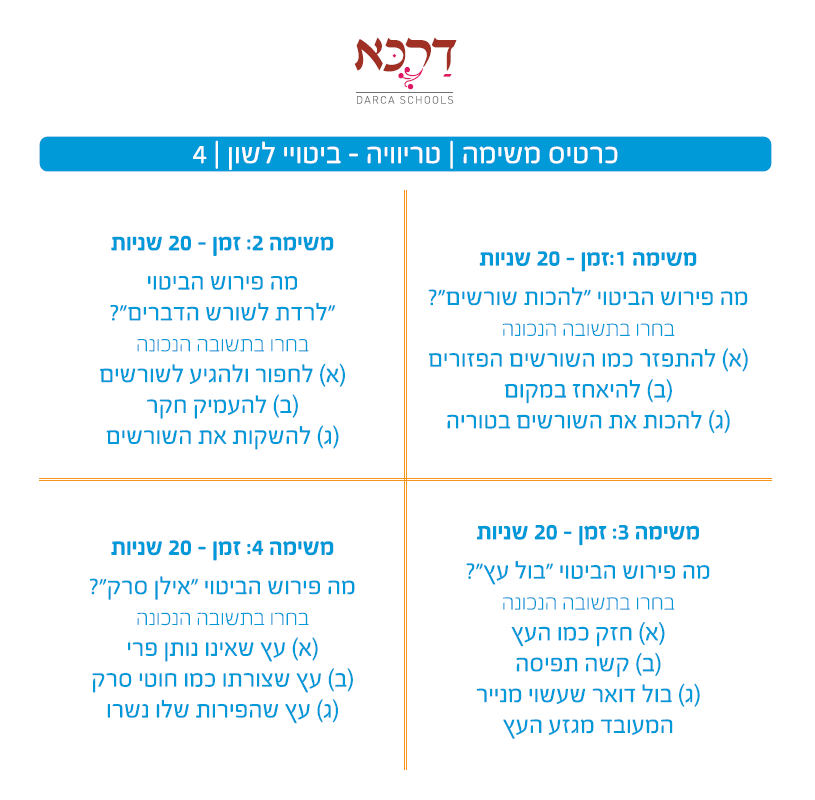 דַרְכָּא
DARCA SCHOOLS
כרטיס משימה | טריוויה - ביטויי לשון | 4
משימה 1:זמן - 20 שניות
מה פירוש הביטוי "להכות שורשים"?
בחרו בתשובה הנכונה
(א) להתפזר כמו השורשים הפזורים
(ב) להיאחז במקום
(ג) להכות את השורשים בטוריה
משימה 2: זמן - 20 שניות
מה פירוש הביטוי
"לרדת לשורש הדברים"?
בחרו בתשובה הנכונה
(א) לחפור ולהגיע לשורשים
(ב) להעמיק חקר
(ג) להשקות את השורשים
משימה 3: זמן - 20 שניות
מה פירוש הביטוי "בול עץ"?
בחרו בתשובה הנכונה
(א) חזק כמו העץ
(ב) קשה תפיסה
(ג) בול דואר שעשוי מנייר
המעובד מגזע העץ
משימה 4: זמן - 20 שניות
מה פירוש הביטוי "אילן סרק"?
בחרו בתשובה הנכונה
(א) עץ שאינו נותן פרי
(ב) עץ שצורתו כמו חוטי סרק
(ג) עץ שהפירות שלו נשרו